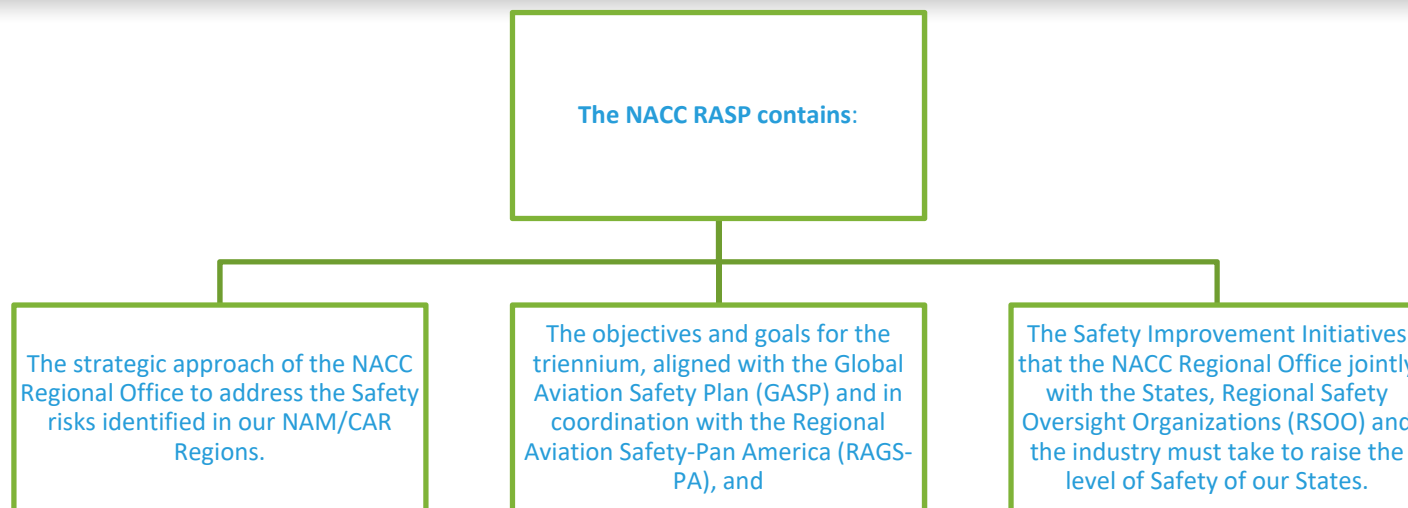 The NACC RASP contains:
The strategic approach of the NACC
Regional Office to address the Safety
risks identified in our NAM/CAR
Regions.
The objectives and goals for the
triennium, aligned with the Global
Aviation Safety Plan (GASP) and in
coordination with the Regional
Aviation Safety-Pan America (RAGS-
PA), and
The Safety Improvement Initiatives
that the NACC Regional Office jointly
with the States, Regional Safety
Oversight Organizations (RSOO) and
the industry must take to raise the
level of Safety of our States.